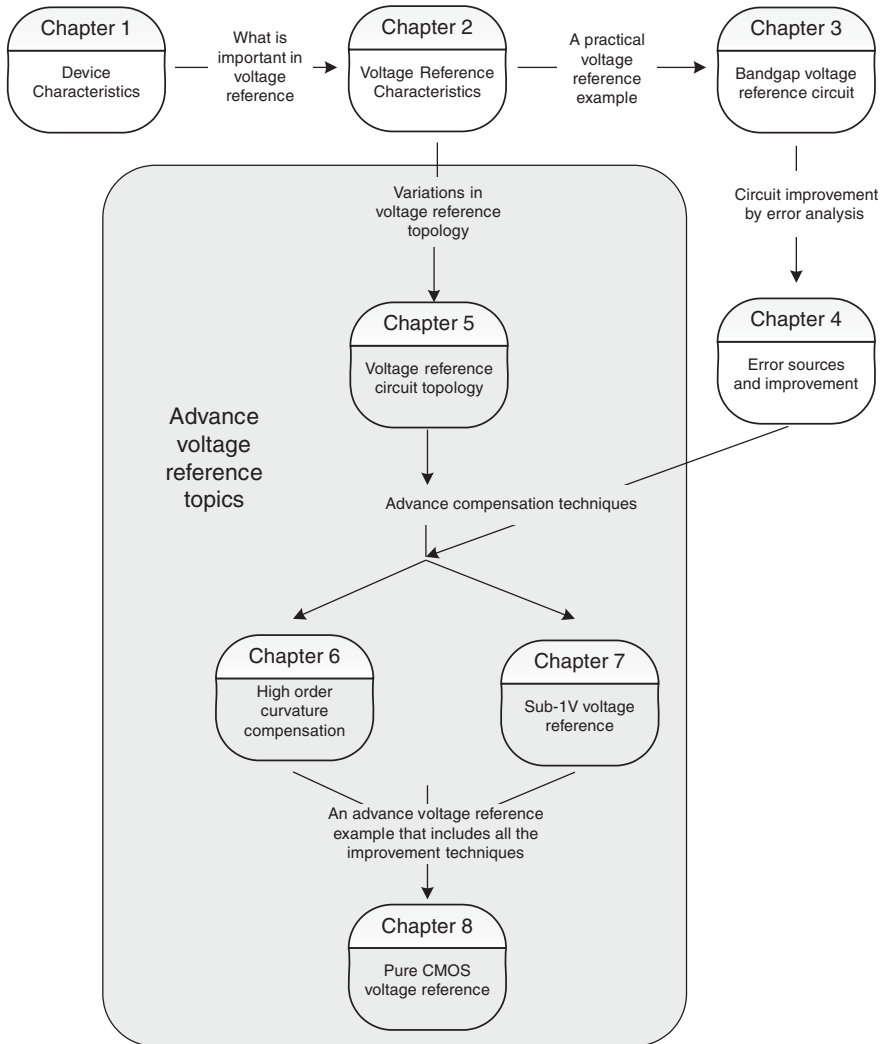 Chapter 1
Device
Characteristics
What is
important in
voltage
reference
Chapter 2
Voltage Reference
Characteristics
A practical
voltage
reference
example
Chapter 3
Bandgap voltage
reference circuit
Variations in
voltage reference
topology
Circuit improvement
by error analysis
Chapter 5
Voltage reference
circuit topology
Chapter 4
Error sources
and improvement
Advance
voltage
reference
topics
Advance compensation techniques
Chapter 6
High order
curvature
compensation
Chapter 7
Sub-1V voltage
reference
An advance voltage reference
example that includes all the
improvement techniques
Chapter 8
Pure CMOS
voltage reference